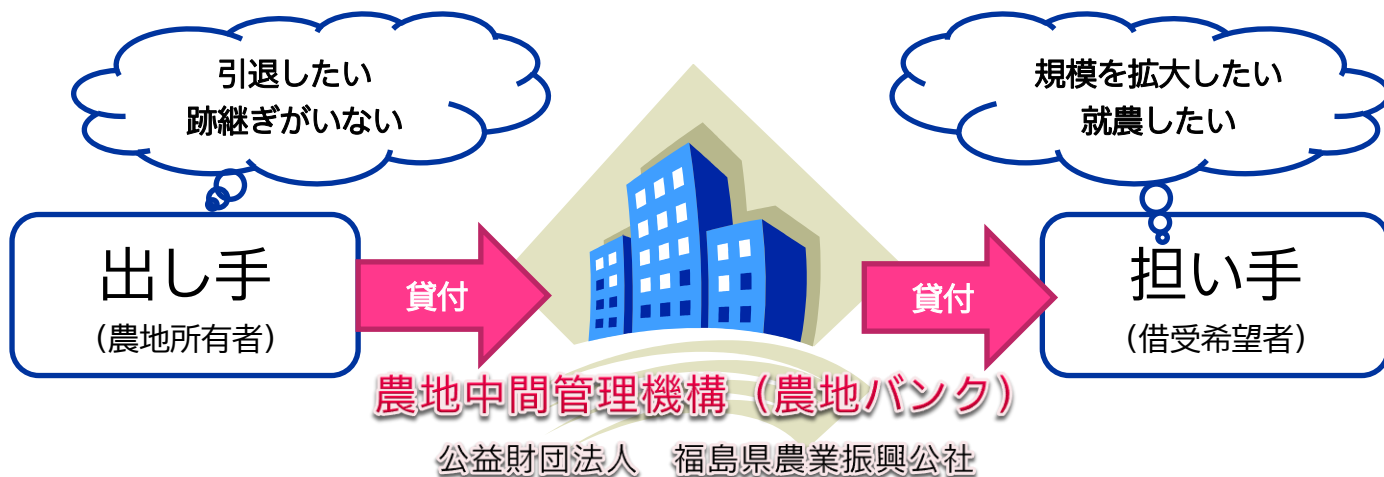 引退したい
跡継ぎがいない
規模を拡大したい
就農したい
出し手
（農地所有者）
貸付
貸付
担い手
（借受希望者）
農地中間管理機構（農地バンク）
公益財団法人　福島県農業振興公社